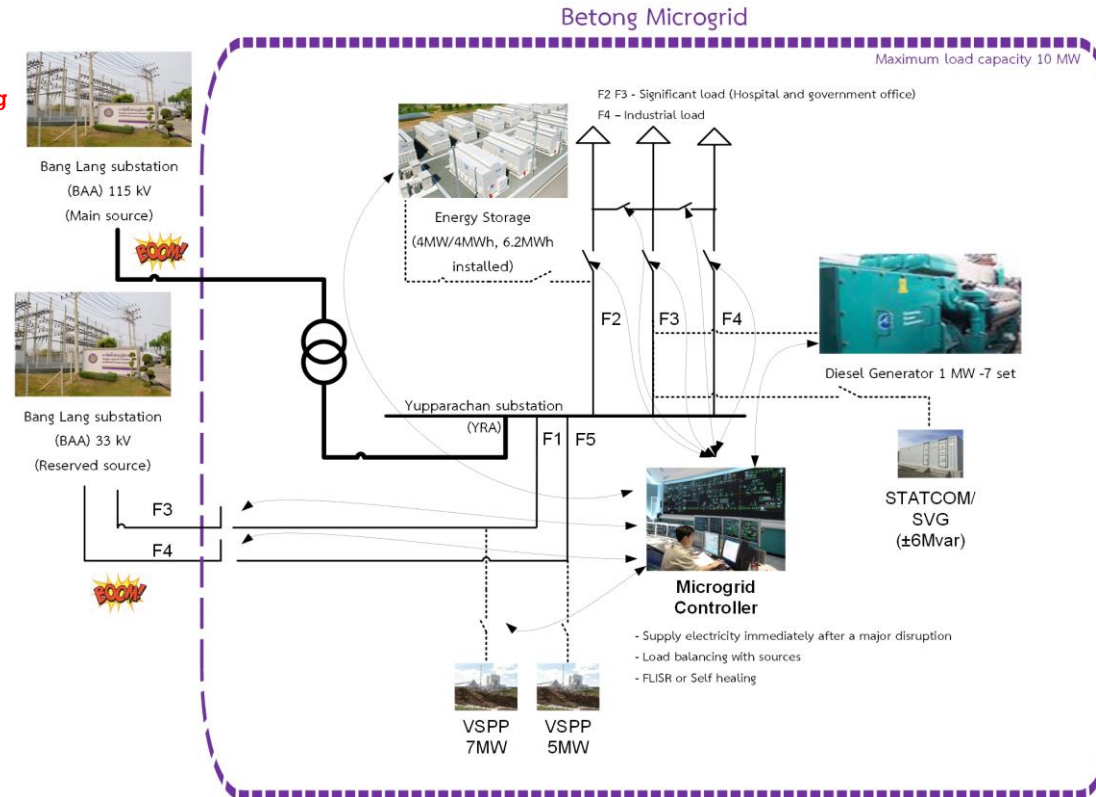 Betong Microgrid
Maximum load capacity 10 MW
g
Bang Lang substation
(BAA) 115 kV
(Main source)
BOOM!
F2 F3 - Significant load (Hospital and government office)
F4 – Industrial load
Energy Storage
(4MW/4MWh, 6.2MWh
installed)
F2
F3
F4
Diesel Generator 1 MW -7 set
Bang Lang substation
(BAA) 33 kV
(Reserved source)
Yupparachan substation
(YRA)
F1
F5
STATCOM/
SVG
(±6Mvar)
F3
F4
BOOM!
Microgrid
Controller
- Supply electricity immediately after a major disruption
- Load balancing with sources
- FLISR or Self healing
VSPP
7MW
VSPP
5MW